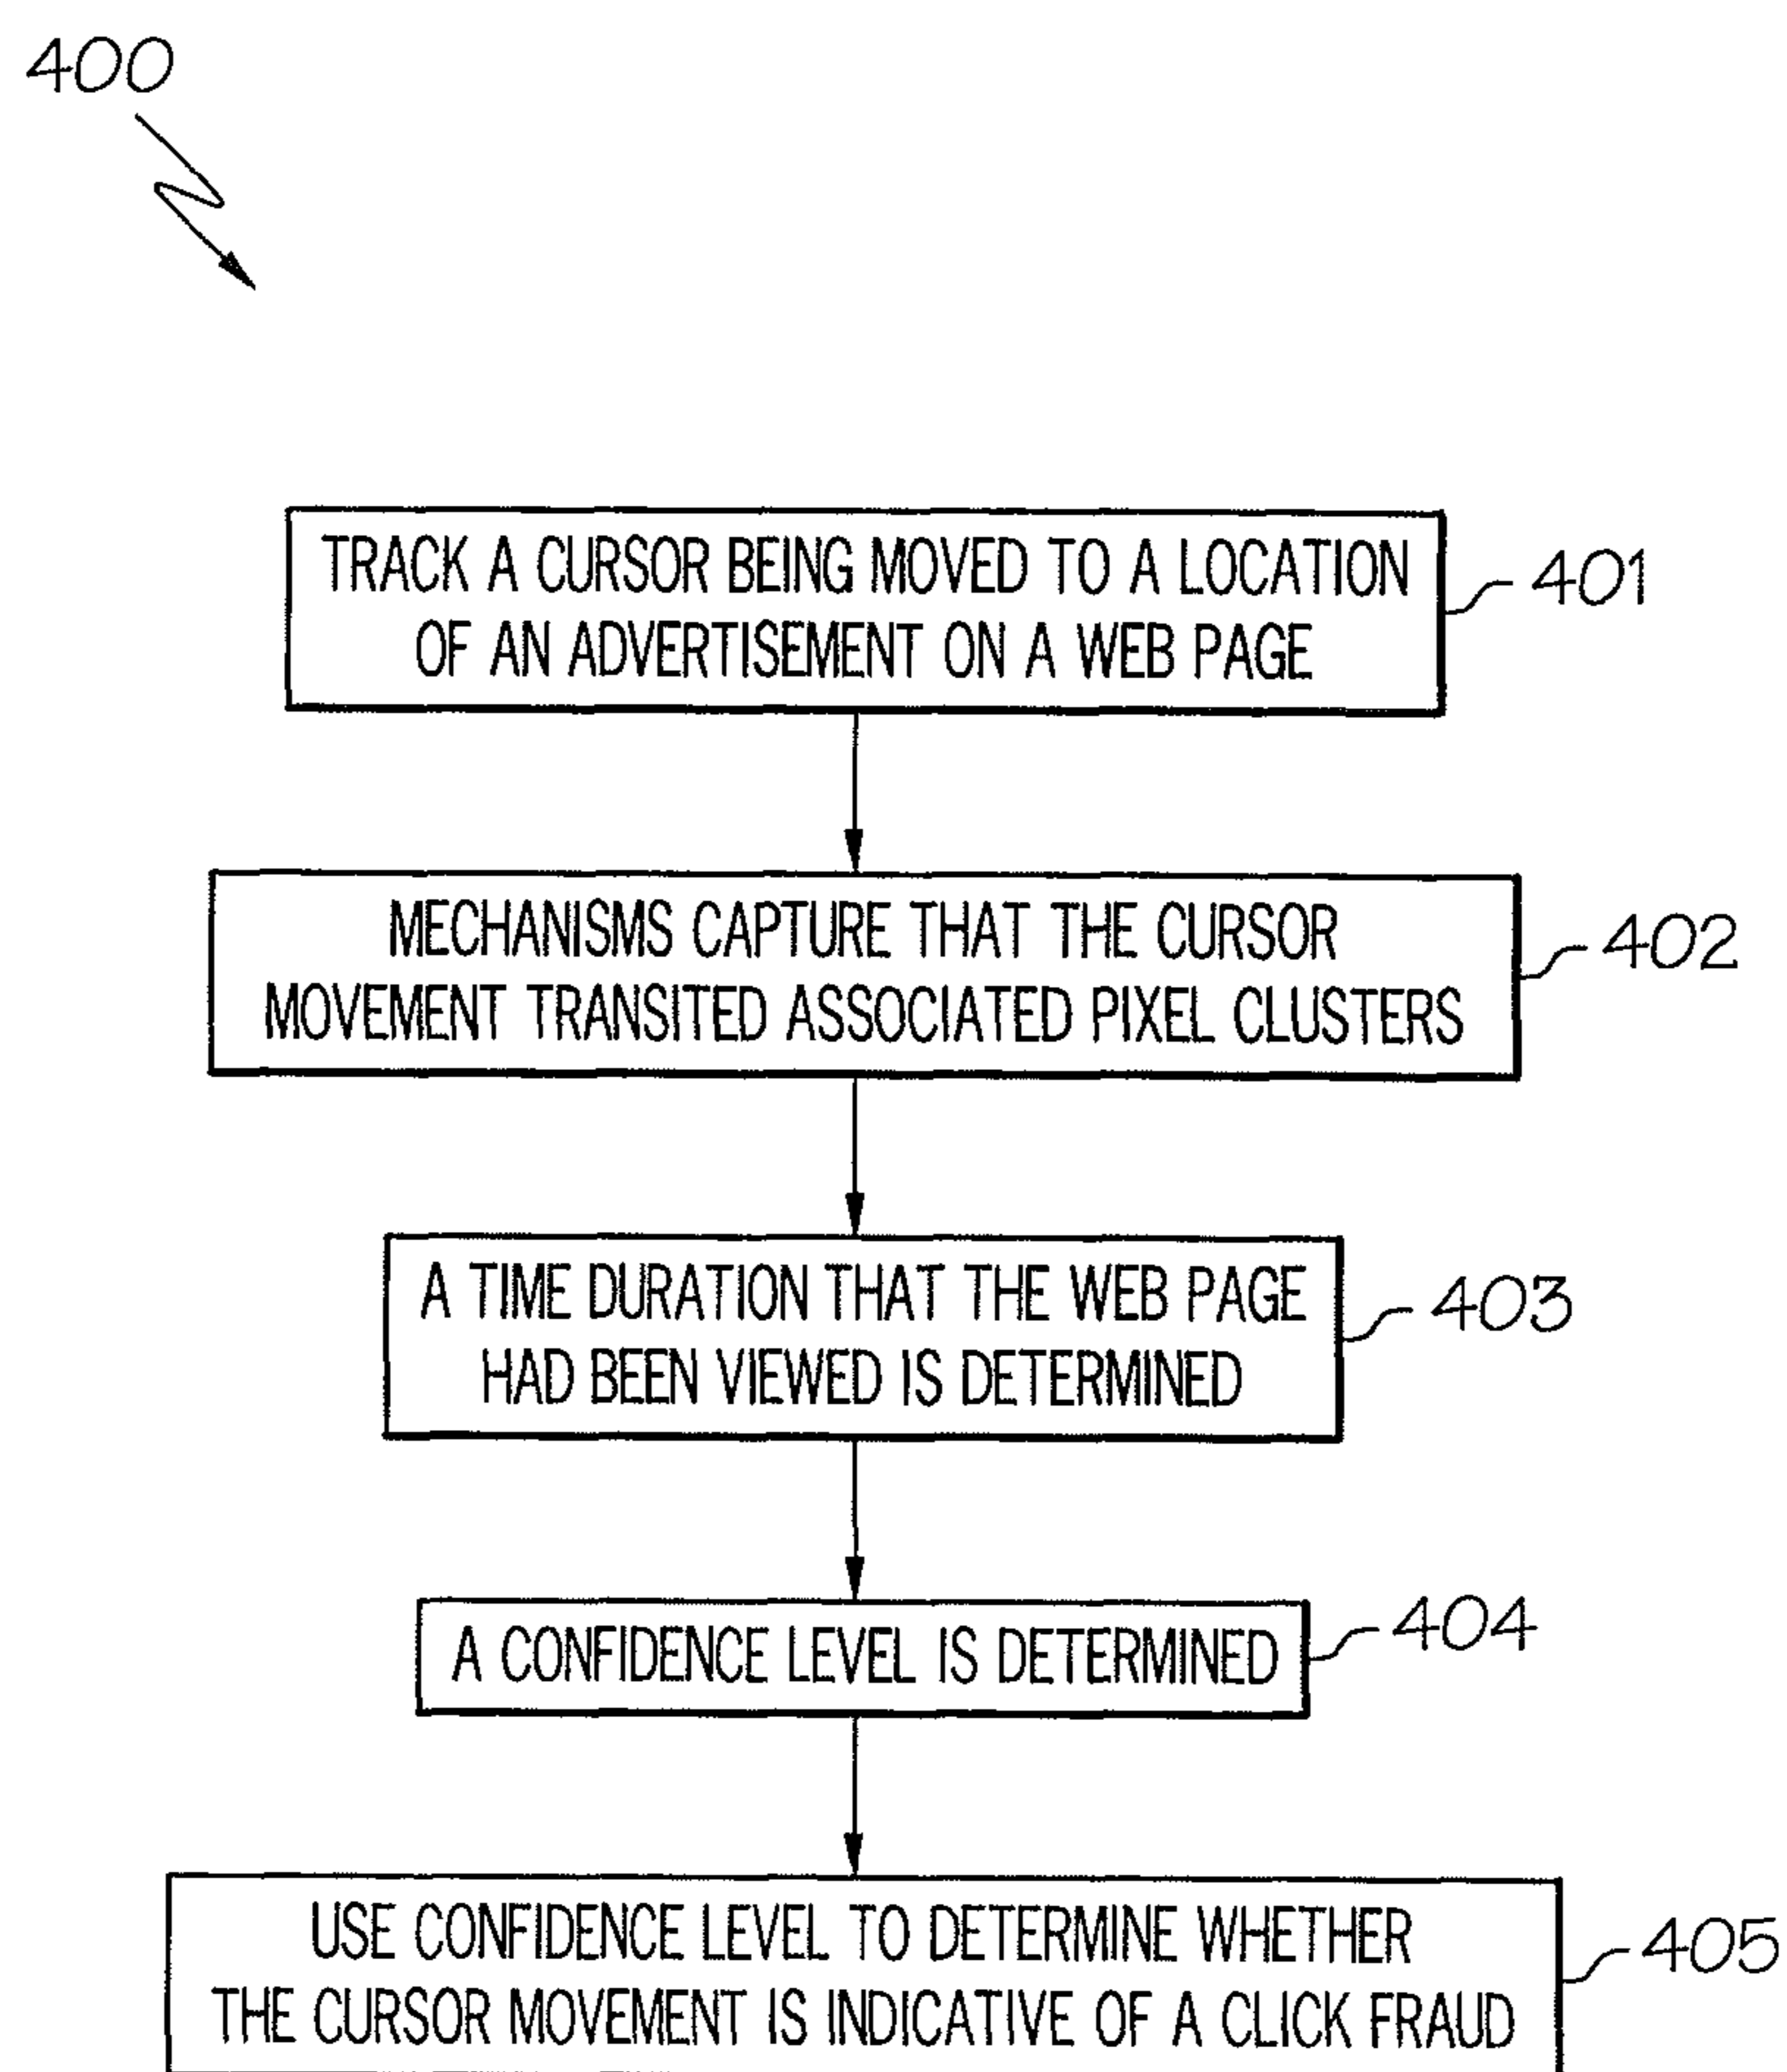 400
TRACK A CURSOR BEING MOVED TO A LOCATION
OF AN ADVERTISEMENT ON A WEB PAGE
401
MECHANISMS CAPTURE THAT THE CURSOR
MOVEMENT TRANSITED ASSOCIATED PIXEL CLUSTERS
402
A TIME DURATION THAT THE WEB PAGE
HAD BEEN VIEWED IS DETERMINED
403
A CONFIDENCE LEVEL IS DETERMINED
404
USE CONFIDENCE LEVEL TO DETERMINE WHETHER
THE CURSOR MOVEMENT IS INDICATIVE OF A CLICK FRAUD
405